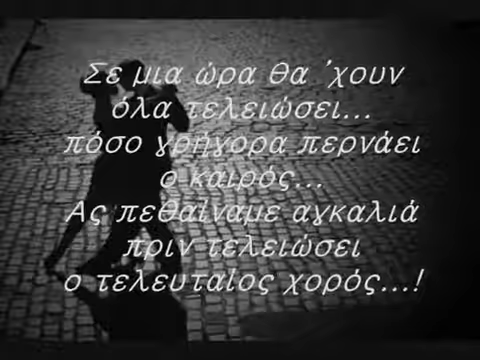 Σε μια ώρα θα 'χουν
όλα τελειώσει...
πόσο γρήγορα περνάει
ο καιρός...
Ας πεθαίναμε αγκαλιά
πριν τελειώσει
ο τελευταίος χορός...!